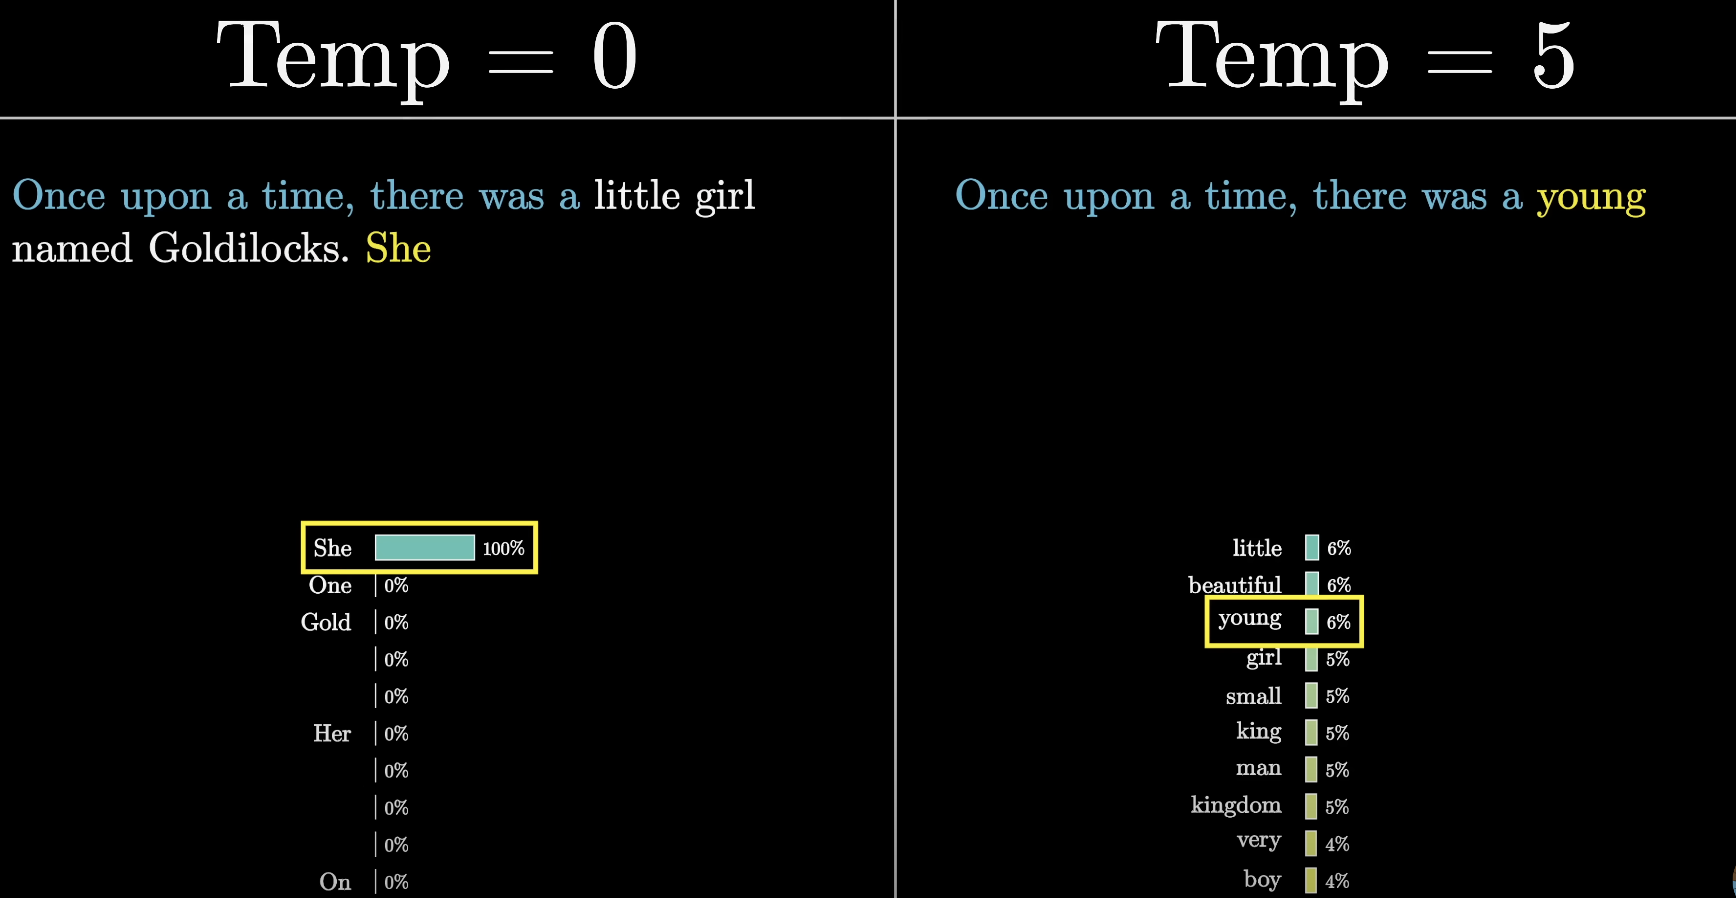 Temp = 0
Once upon a time, there was a little girl
named Goldilocks. She
She 100%
One 0%
Gold 0%
0%
0%
Her 0%
0%
0%
0%
On 0%
Temp = 5
Once upon a time, there was a young
little 6%
beautiful 6%
young 6%
girl 5%
small 5%
king 5%
man 5%
kingdom 5%
very 4%
boy 4%